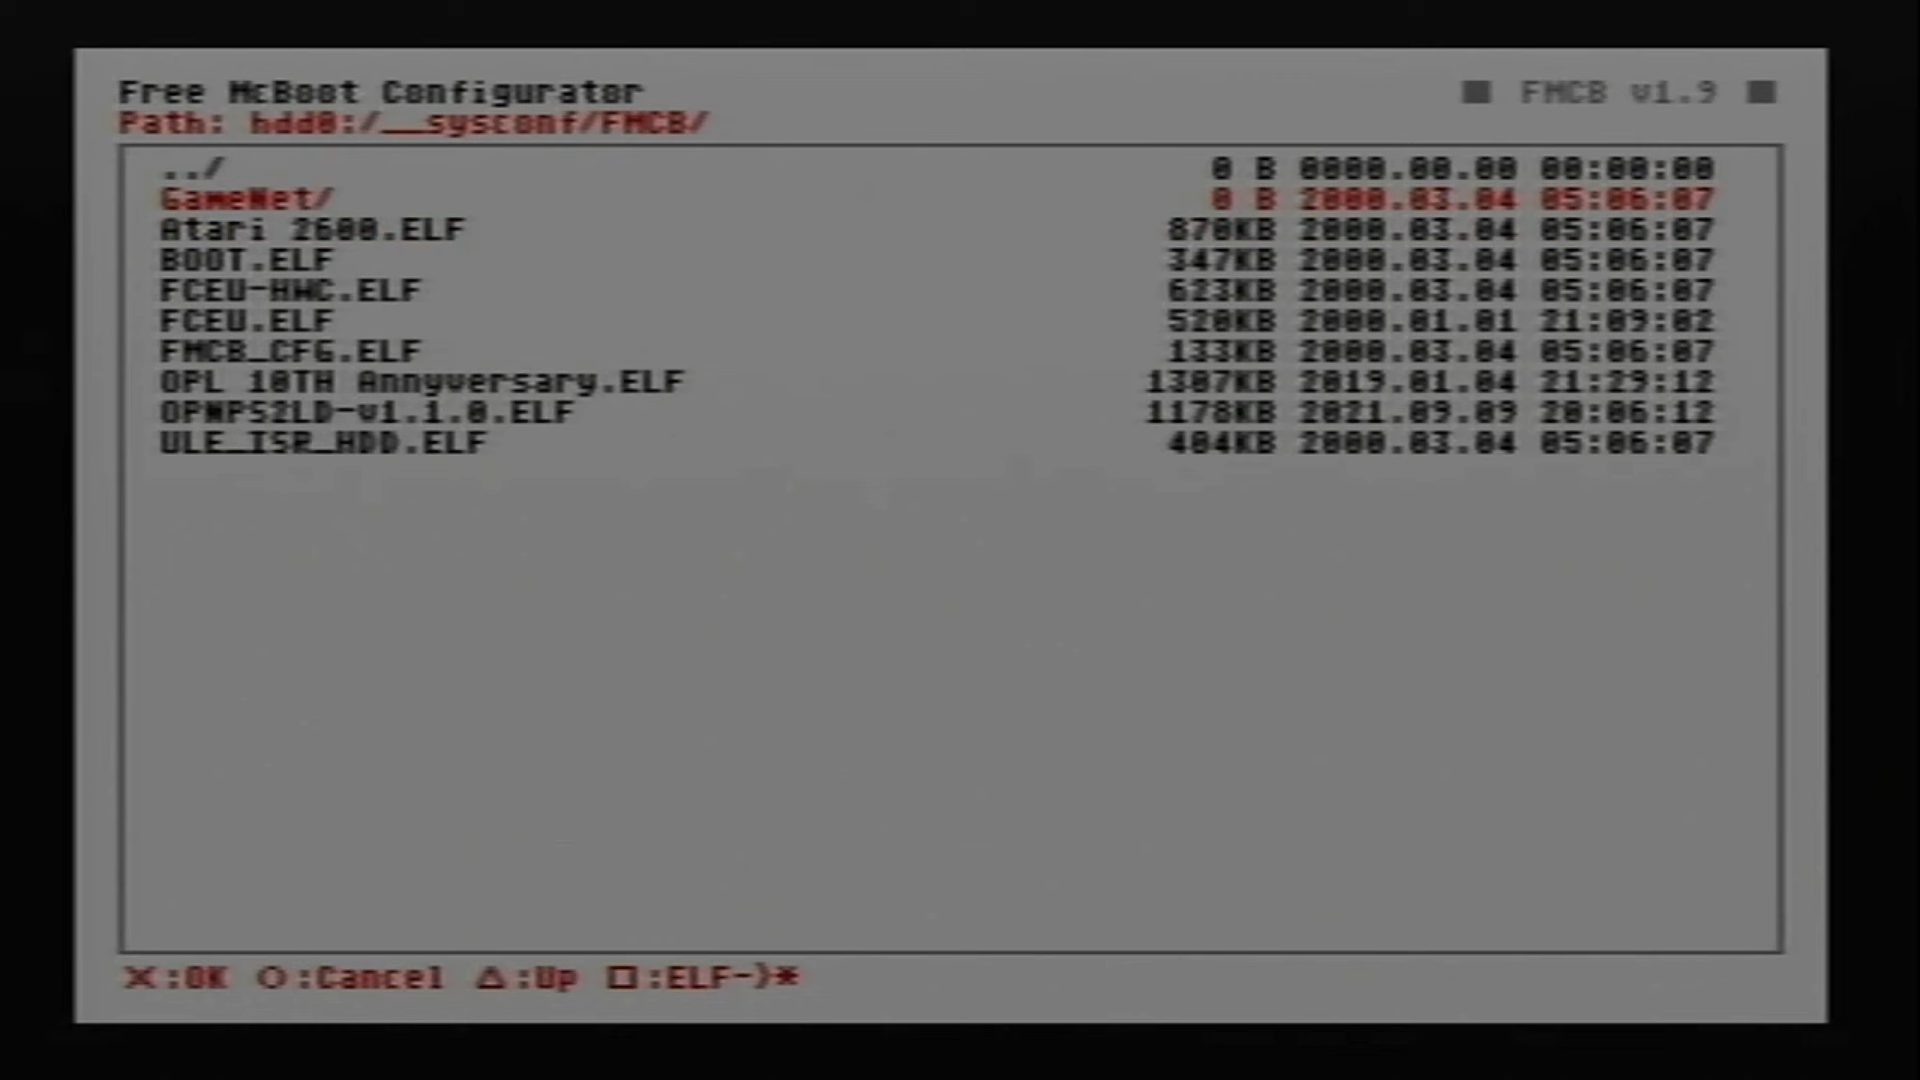 Free McBoot Configurator ■ FMCB v1.9 ■
Path: hdd0:/__sysconf/FMCB/
../ 0 B 0000.00.00 00:00:00
GameNet/ 0 B 2000.03.04 05:06:07
Atari 2600.ELF 870KB 2000.03.04 05:06:07
BOOT.ELF 347KB 2000.03.04 05:06:07
FCEU-HWC.ELF 623KB 2000.03.04 05:06:07
FCEU.ELF 520KB 2000.01.01 21:09:02
FMCB_CFG.ELF 133KB 2000.03.04 05:06:07
OPL 10TH Annyversary.ELF 1307KB 2019.01.04 21:29:12
OPNPS2LD-v1.1.0.ELF 1178KB 2021.09.09 20:06:12
ULE_ISR_HDD.ELF 404KB 2000.03.04 05:06:07
X:OK O:Cancel △:Up □:ELF->*